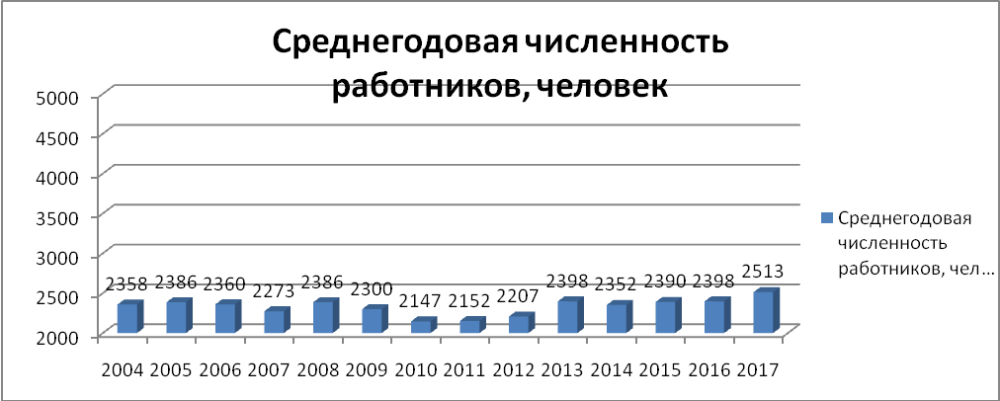 Среднегодовая численность
работников, человек
5000
4500
4000
3500
3000
2500
2000
2358 2386 2360 2273 2386 2300 2147 2152 2207 2398 2352 2390 2398 2513
2004 2005 2006 2007 2008 2009 2010 2011 2012 2013 2014 2015 2016 2017
Среднегодовая
численность
работников, чел…